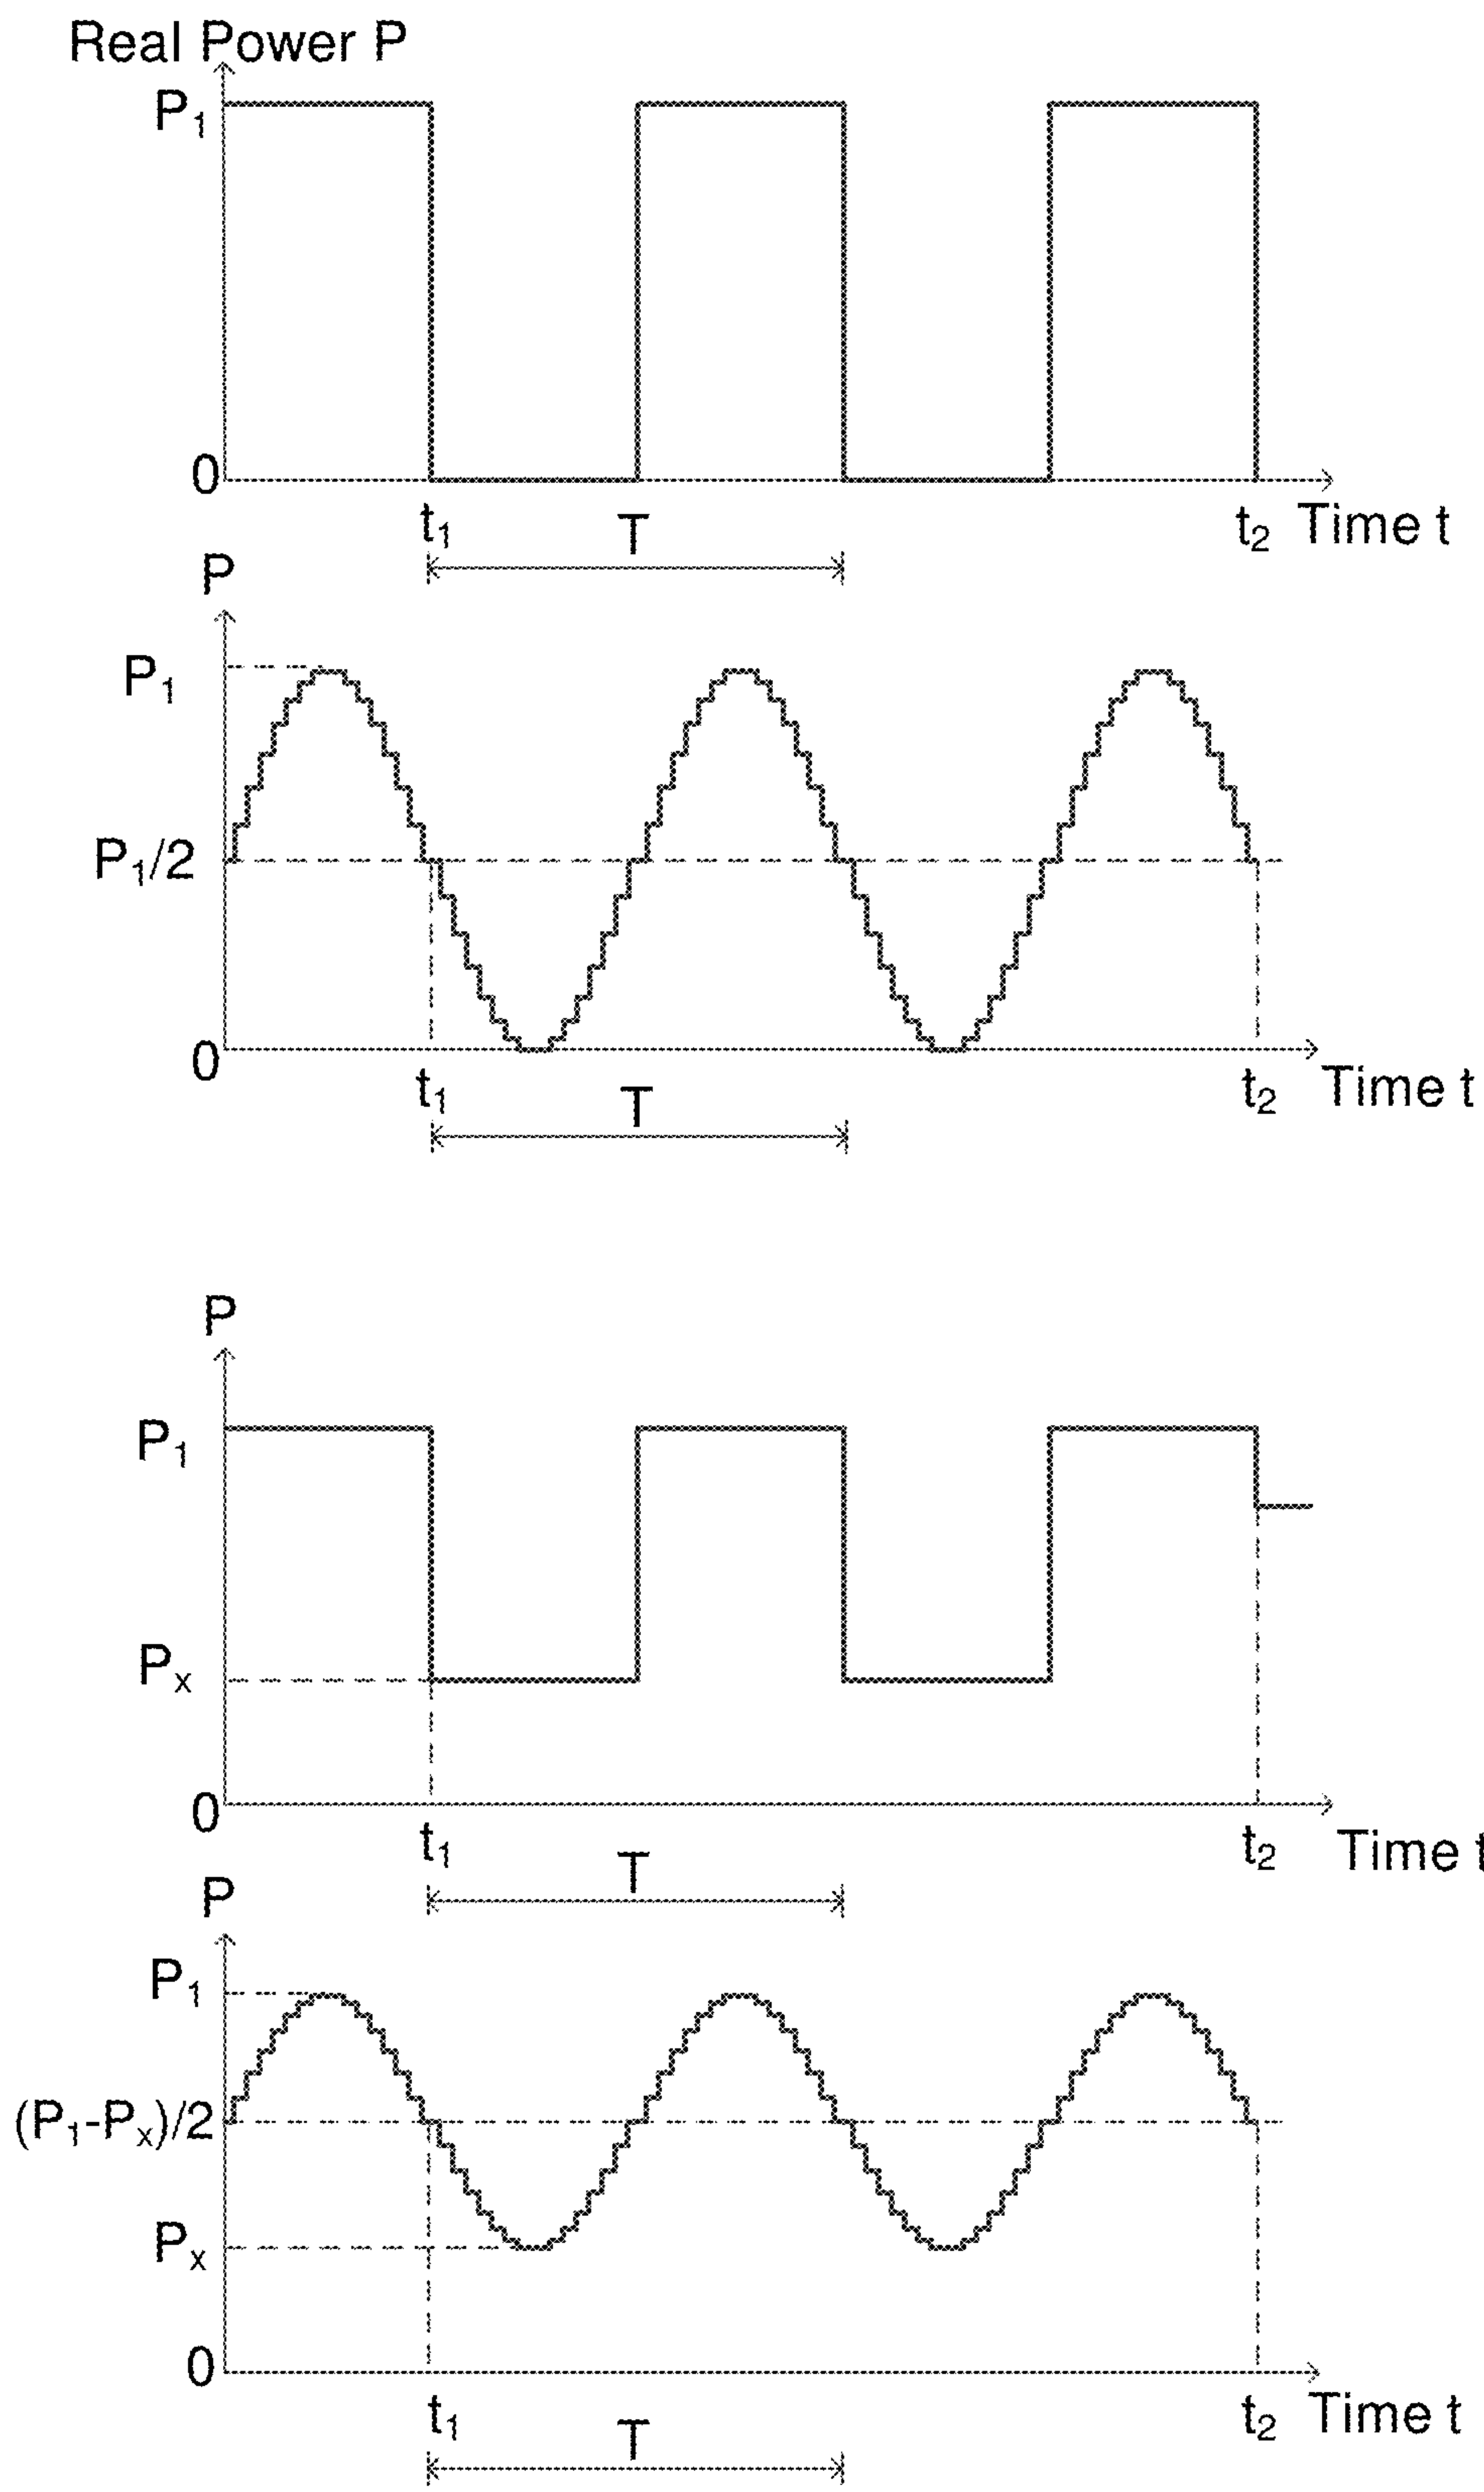 Real Power P
P₁
0
t₁ T t₂ Time t
P
P₁
P₁/2
0
t₁ T t₂ Time t
P
P₁
Pₓ
0
t₁ T t₂ Time t
P
P₁
(P₁-Pₓ)/2
Pₓ
0
t₁ T t₂ Time t